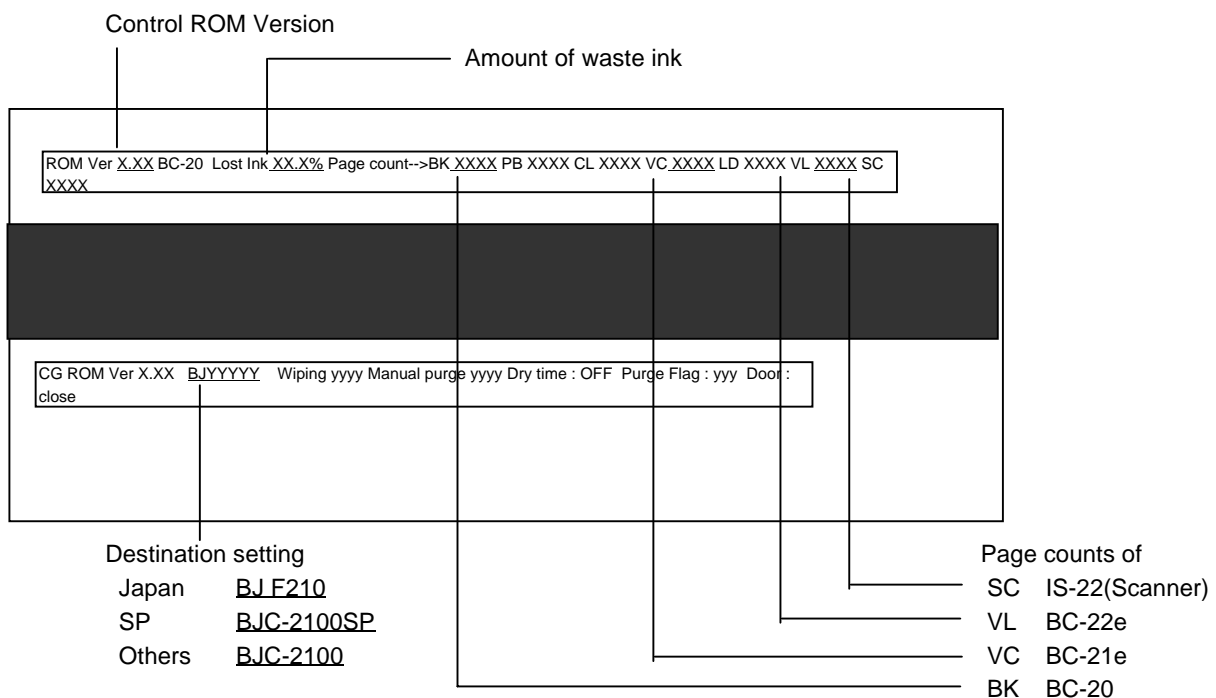 Control ROM Version
Amount of waste ink
ROM Ver X.XX BC-20 Lost Ink XX.X% Page count-->BK XXXX PB XXXX CL XXXX VC XXXX LD XXXX VL XXXX SC
XXXX
CG ROM Ver X.XX BJYYYYY Wiping yyyy Manual purge yyyy Dry time : OFF Purge Flag : yyy Door :
close
Destination setting
Japan BJ F210
SP BJC-2100SP
Others BJC-2100
Page counts of
SC IS-22(Scanner)
VL BC-22e
VC BC-21e
BK BC-20